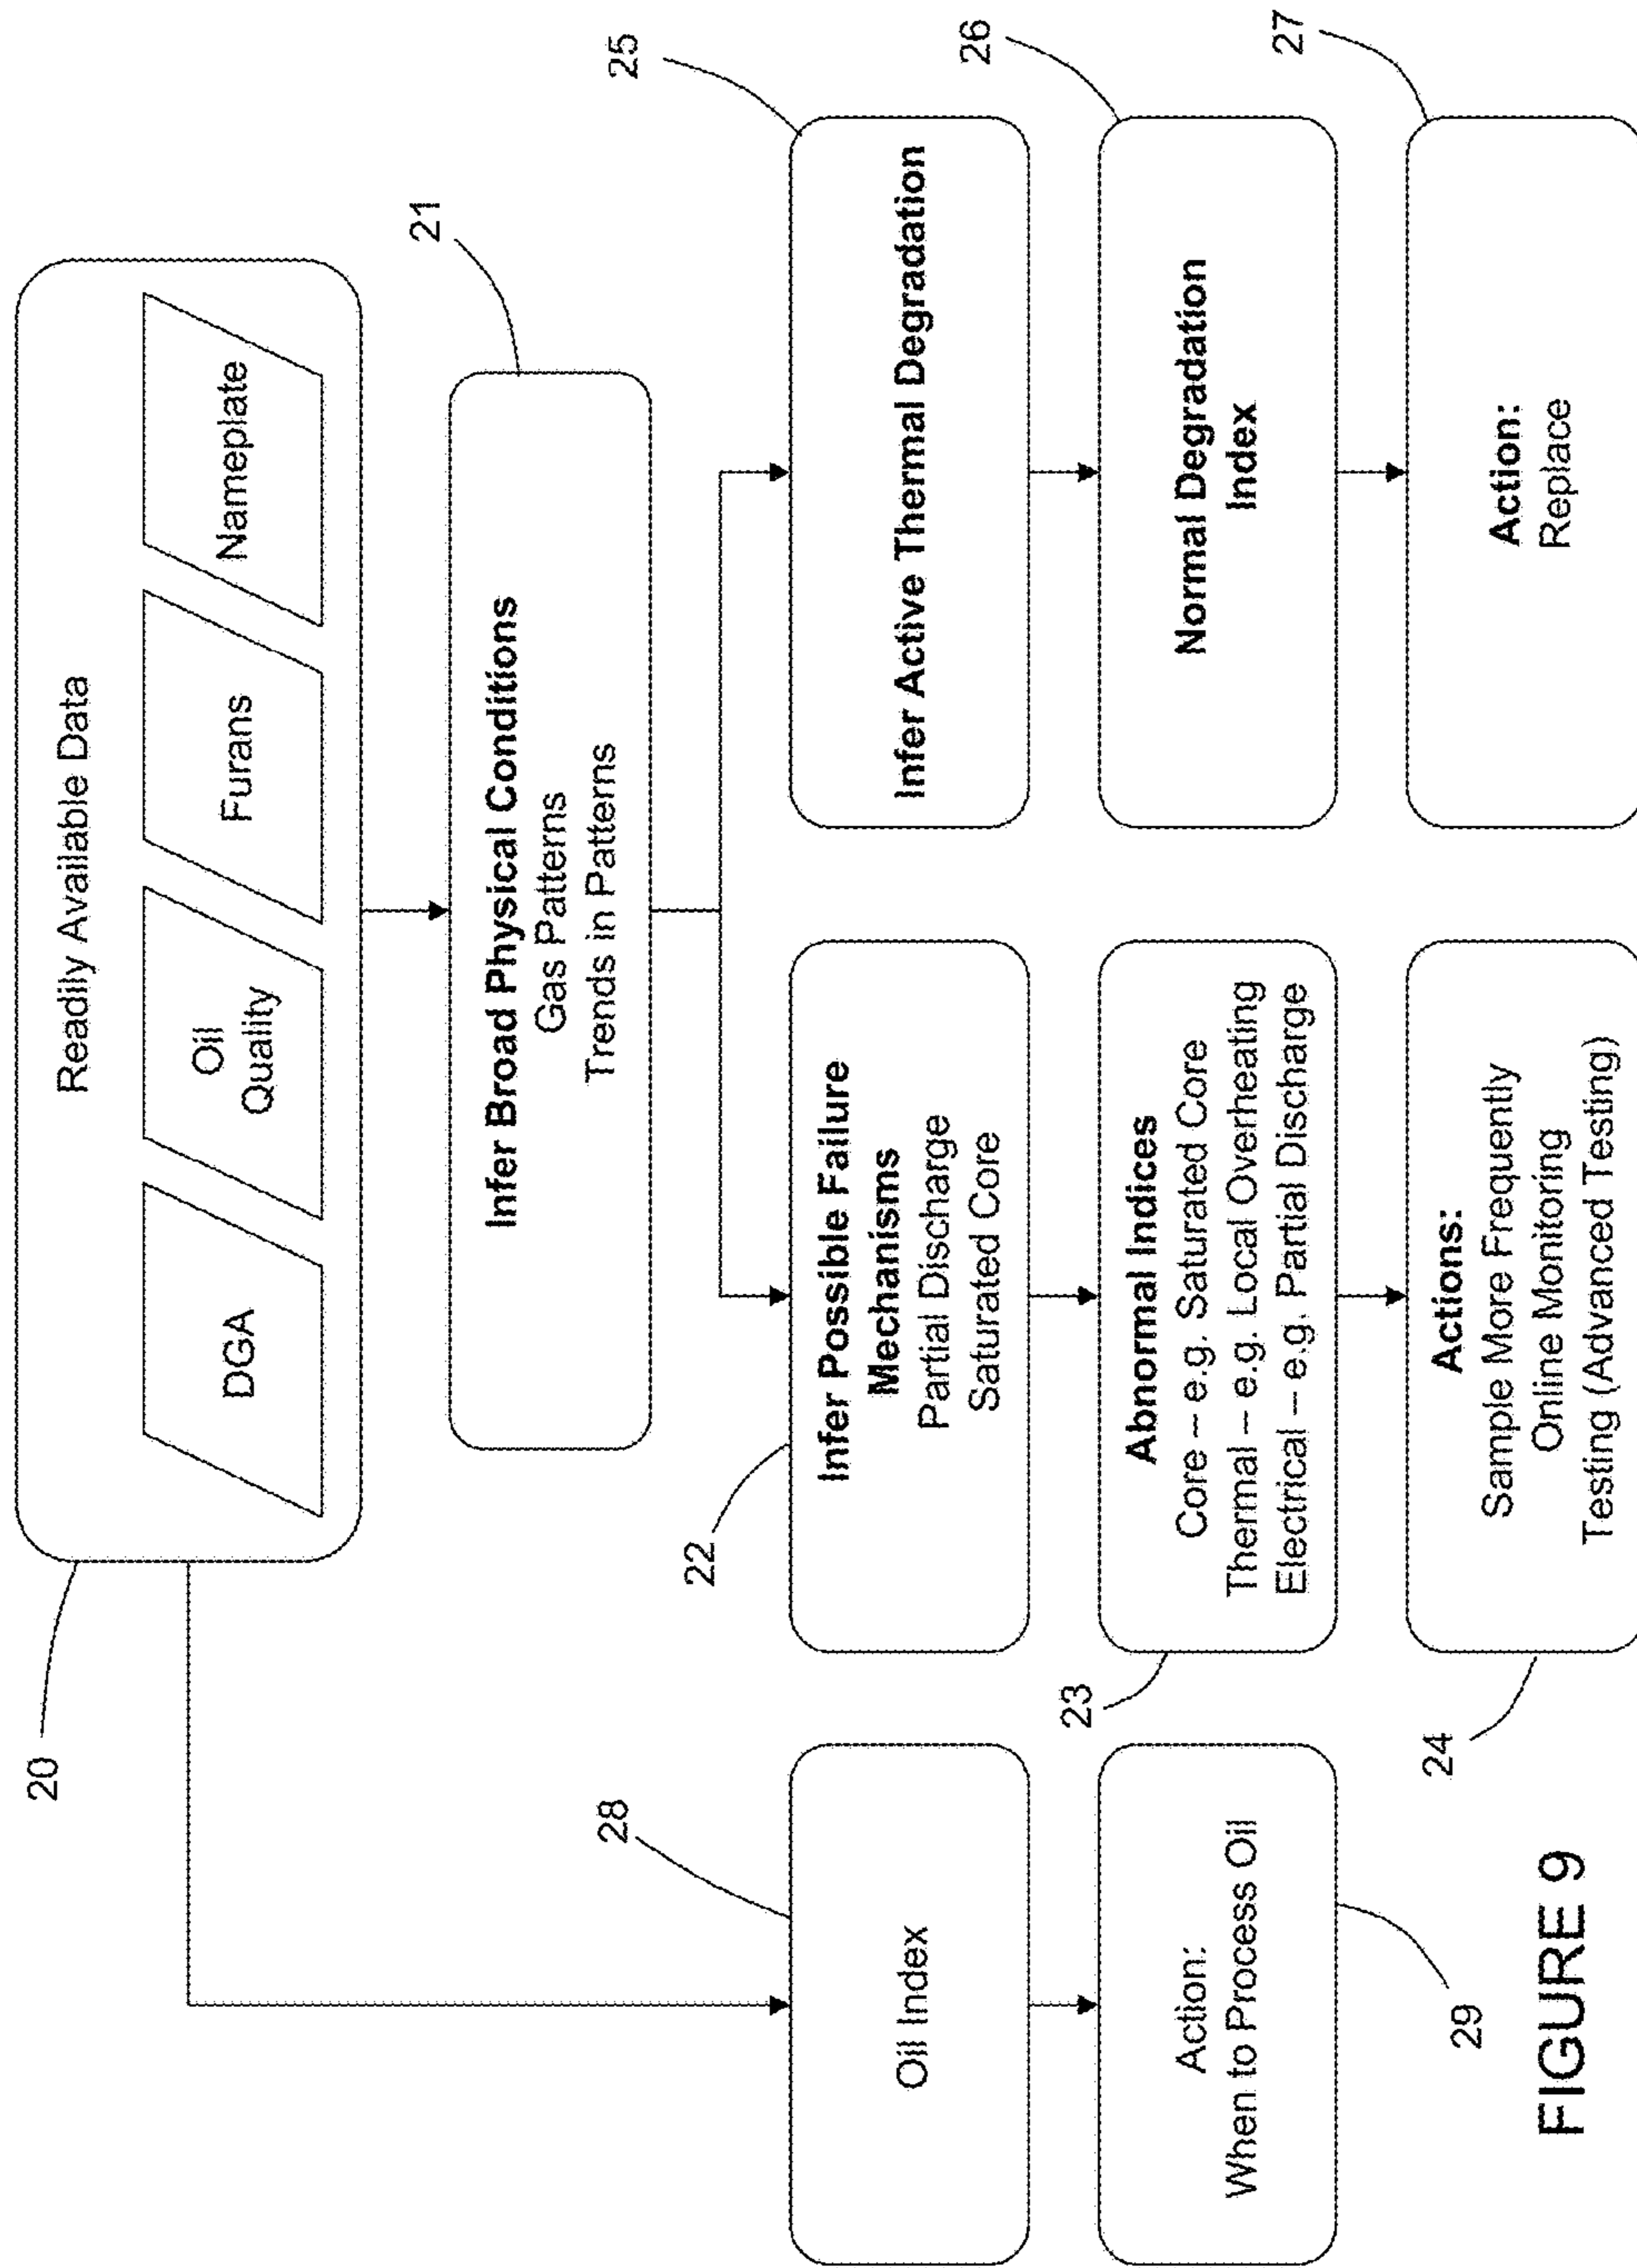 20
Readily Available Data
DGA
Oil
Quality
Furans
Nameplate
21
Infer Broad Physical Conditions
Gas Patterns
Trends in Patterns
28
Oil Index
22
Infer Possible Failure
Mechanisms
Partial Discharge
Saturated Core
25
Infer Active Thermal Degradation
29
Action:
When to Process Oil
23
Abnormal Indices
Core – e.g. Saturated Core
Thermal – e.g. Local Overheating
Electrical – e.g. Partial Discharge
26
Normal Degradation
Index
24
Actions:
Sample More Frequently
Online Monitoring
Testing (Advanced Testing)
27
Action:
Replace
FIGURE 9